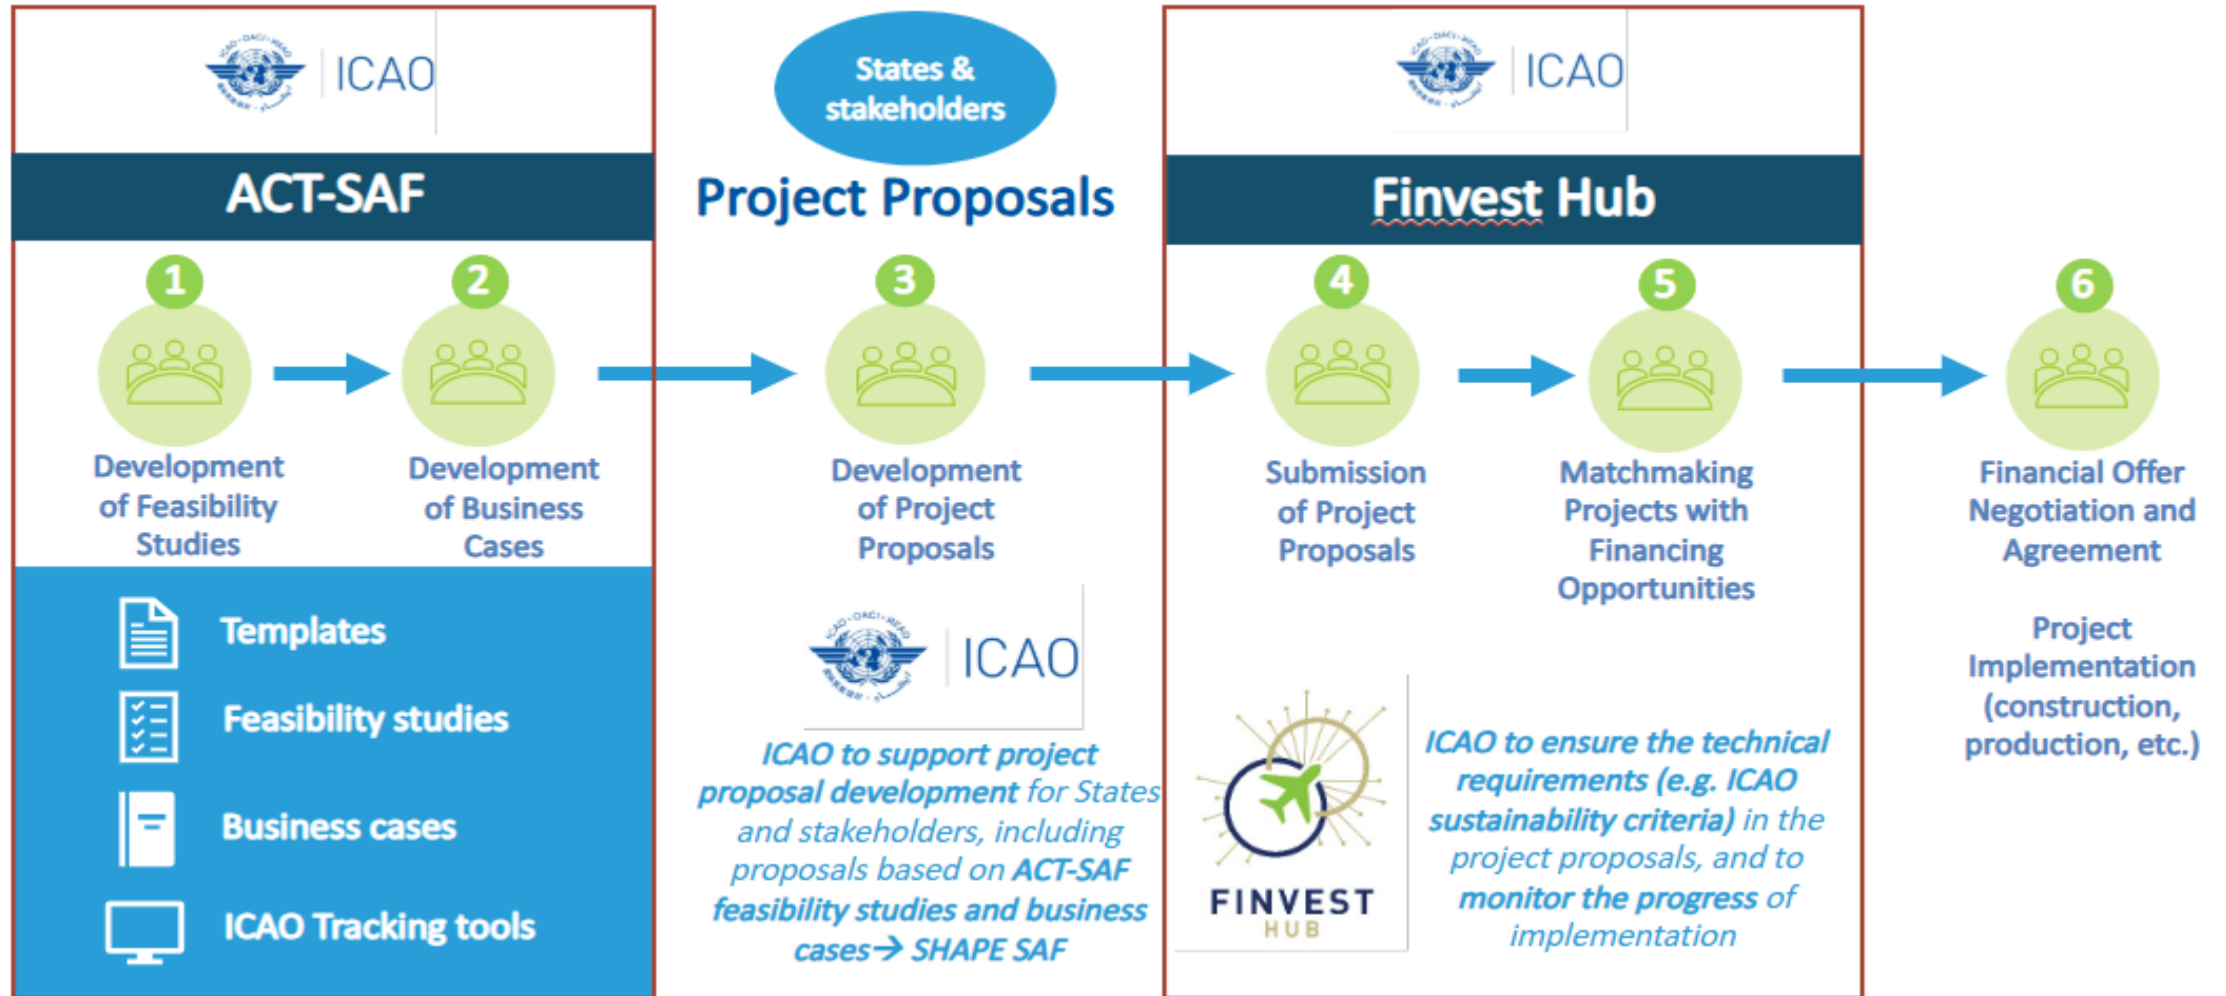 ICAO
ACT-SAF
1
Development
of Feasibility
Studies
2
Development
of Business
Cases
Templates
Feasibility studies
Business cases
ICAO Tracking tools
States &
stakeholders
Project Proposals
3
Development
of Project
Proposals
ICAO
ICAO to support project
proposal development for States
and stakeholders, including
proposals based on ACT-SAF
feasibility studies and business
cases→ SHAPE SAF
ICAO
Finvest Hub
4
Submission
of Project
Proposals
5
Matchmaking
Projects with
Financing
Opportunities
FINVEST
HUB
ICAO to ensure the technical
requirements (e.g. ICAO
sustainability criteria) in the
project proposals, and to
monitor the progress of
implementation
6
Financial Offer
Negotiation and
Agreement
Project
Implementation
(construction,
production, etc.)